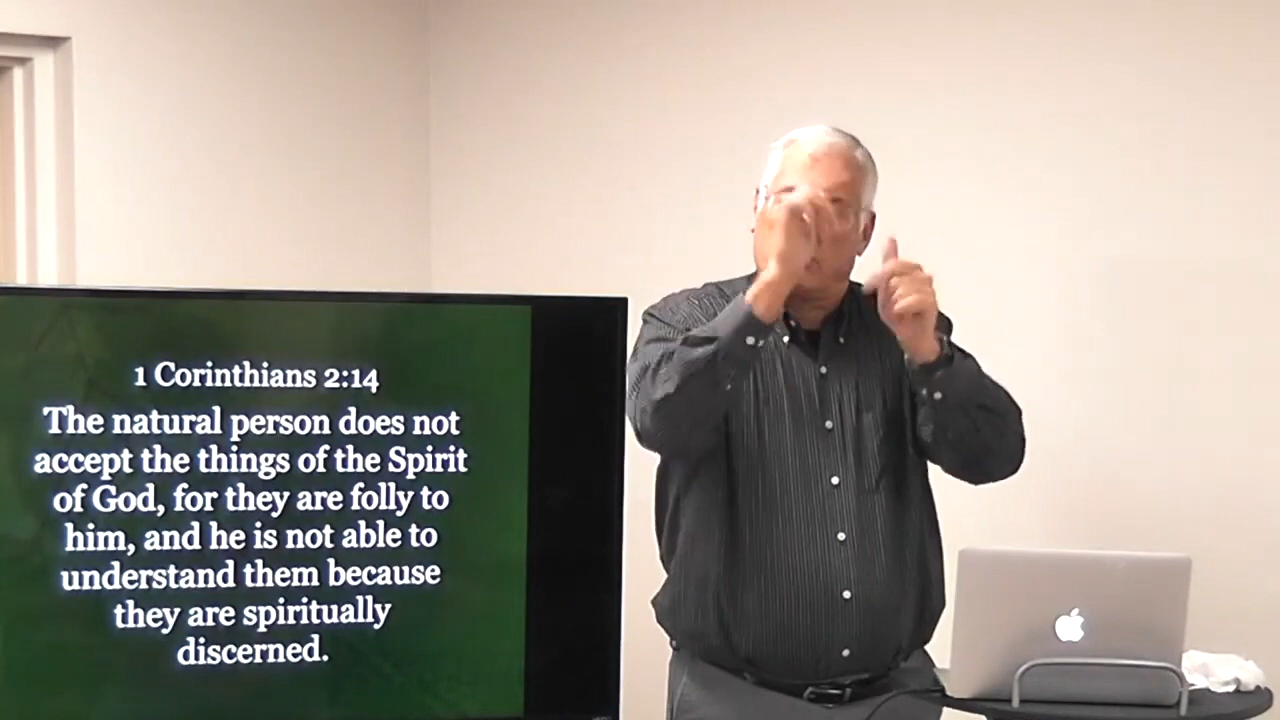 1 Corinthians 2:14
The natural person does not
accept the things of the Spirit
of God, for they are folly to
him, and he is not able to
understand them because
they are spiritually
discerned.